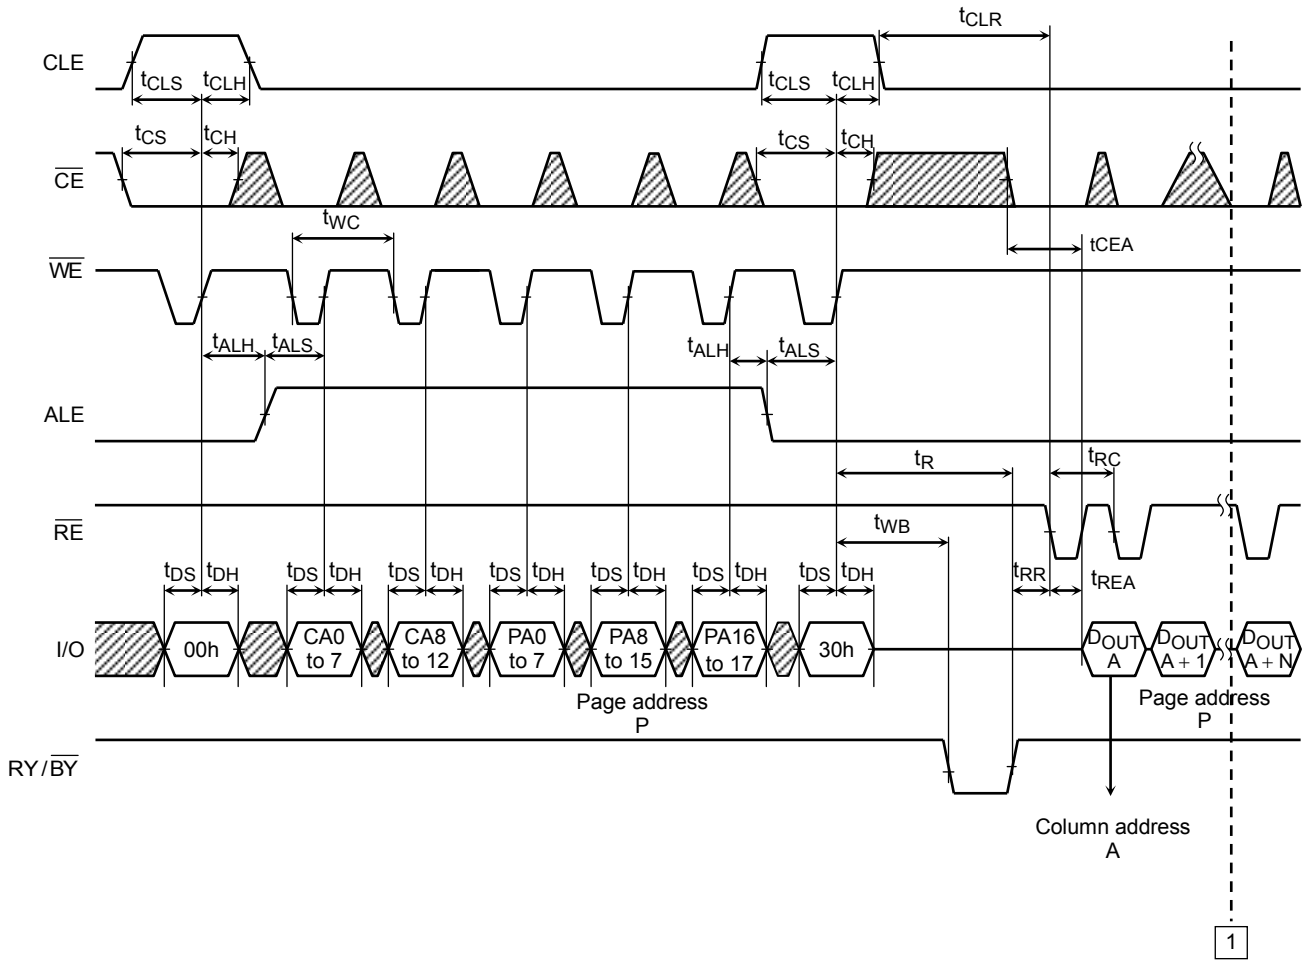 tCLR
CLE
tCLS tCLH tCLS tCLH
tCS tCH tCS tCH
CE
tWC tCEA
WE
tALH tALS tALH tALS
ALE
tR tRC
RE
tWB
tDS tDH tDS tDH tDS tDH tDS tDH tDS tDH tDS tDH tDS tDH tRR tREA
I/O
00h
CA0
to 7
CA8
to 12
PA0
to 7
PA8
to 15
PA16
to 17
30h
DOUT
A
DOUT
A + 1
DOUT
A + N
Page address
P
Page address
P
RY/BY
Column address
A
1